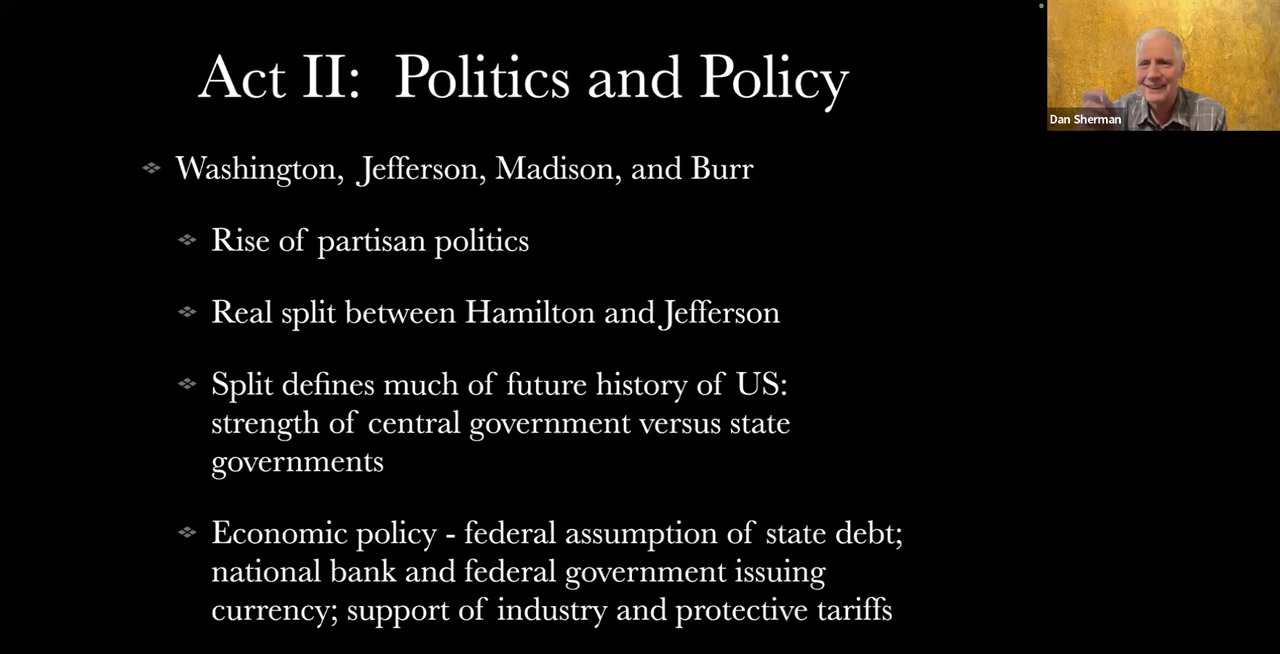 Act II: Politics and Policy
Dan Sherman
Washington, Jefferson, Madison, and Burr
Rise of partisan politics
Real split between Hamilton and Jefferson
Split defines much of future history of US:
strength of central government versus state
governments
Economic policy - federal assumption of state debt;
national bank and federal government issuing
currency; support of industry and protective tariffs